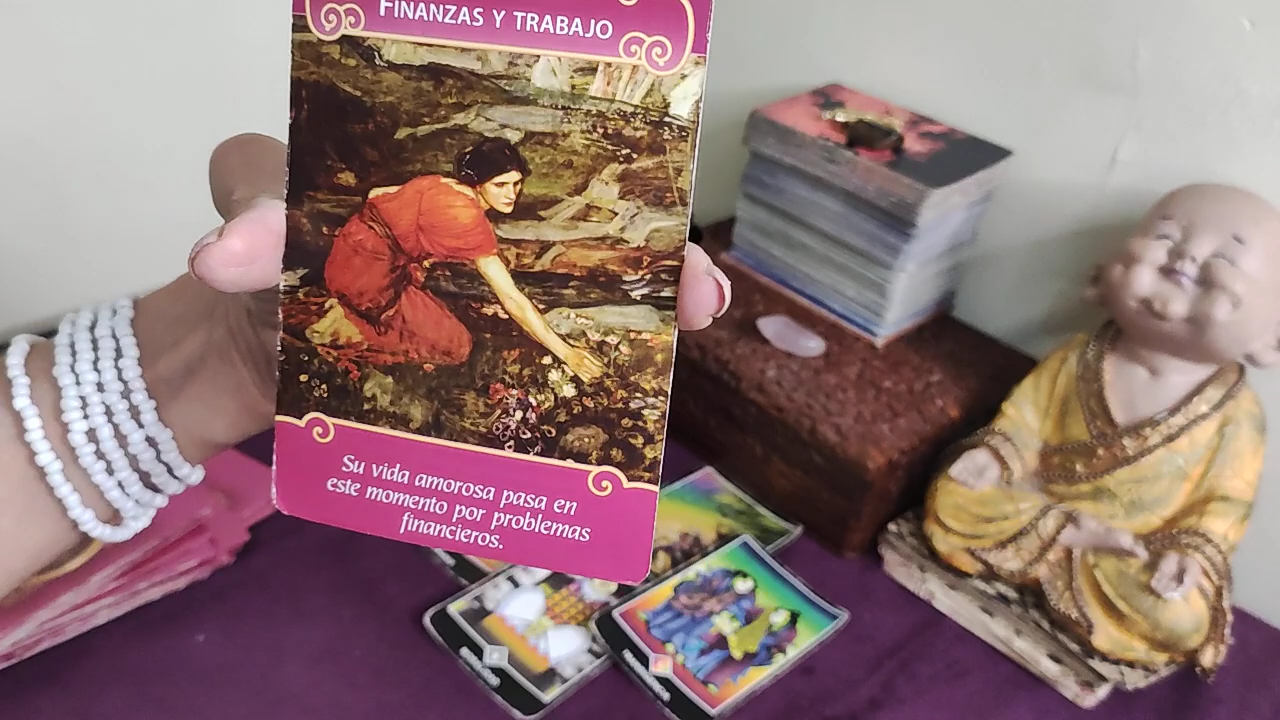 FINANZAS Y TRABAJO
Su vida amorosa pasa en
este momento por problemas
financieros.